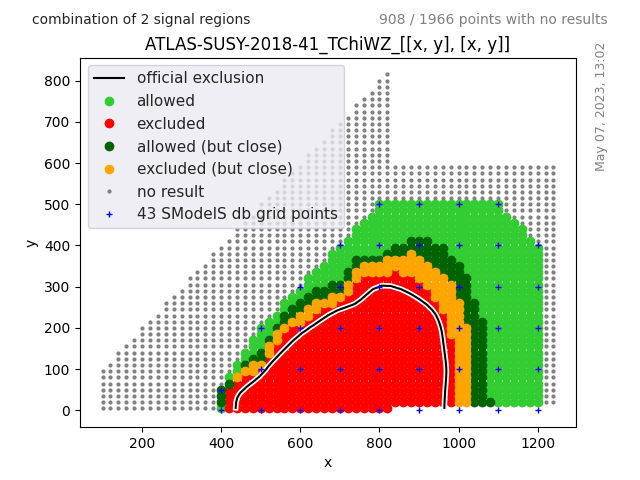 combination of 2 signal regions
908 / 1966 points with no results
ATLAS-SUSY-2018-41_TChiWZ_[[x, y], [x, y]]
May 07, 2023, 13:02
official exclusion
allowed
excluded
allowed (but close)
excluded (but close)
no result
43 SModelS db grid points
y
800
700
600
500
400
300
200
100
0
200
400
600
800
1000
1200
x